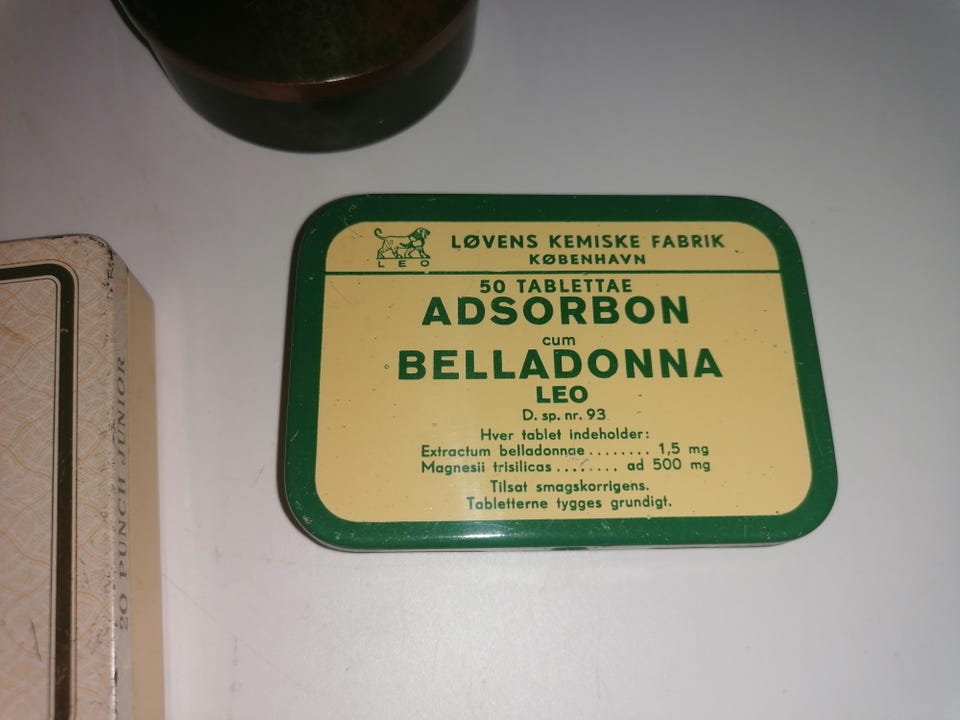 LØVENS KEMISKE FABRIK
KØBENHAVN
LEO
50 TABLETTAE
ADSORBON
cum
BELLADONNA
LEO
D. sp. nr. 93
Hver tablet indeholder:
Extractum belladonnae ........ 1,5 mg
Magnesii trisilicas ........ ad 500 mg
Tilsat smagskorrigens.
Tabletterne tygges grundigt.
20 PUNCH JUNIOR